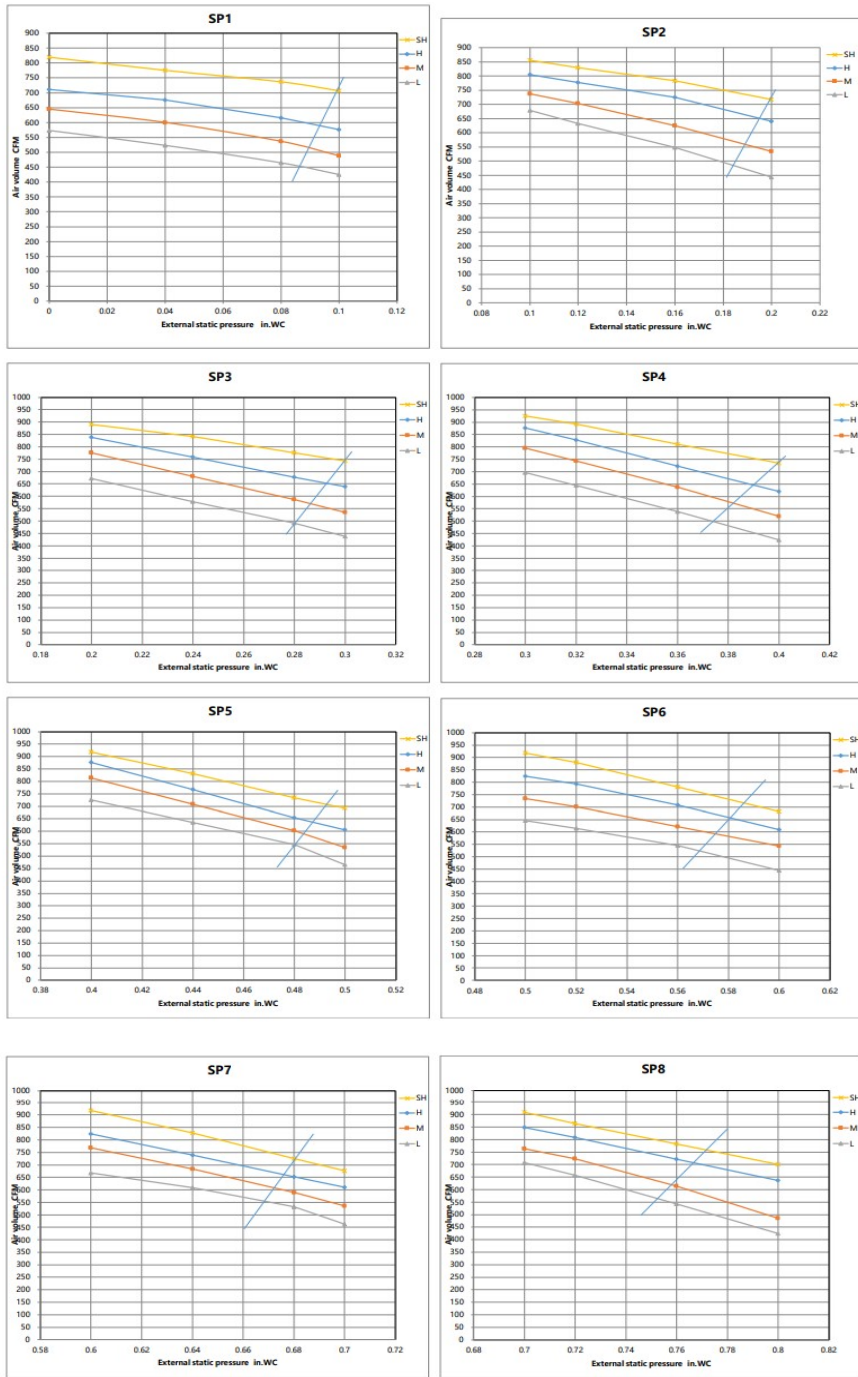 SP1
Air volume CFM
900
850
800
750
700
650
600
550
500
450
400
350
300
250
200
150
100
50
0
0 0.02 0.04 0.06 0.08 0.1 0.12
External static pressure in.WC
SH
H
M
L
SP2
Air volume CFM
900
850
800
750
700
650
600
550
500
450
400
350
300
250
200
150
100
50
0
0.08 0.1 0.12 0.14 0.16 0.18 0.2 0.22
External static pressure in.WC
SH
H
M
L
SP3
Air volume CFM
1000
950
900
850
800
750
700
650
600
550
500
450
400
350
300
250
200
150
100
50
0
0.18 0.2 0.22 0.24 0.26 0.28 0.3 0.32
External static pressure in.WC
SH
H
M
L
SP4
Air volume CFM
1000
950
900
850
800
750
700
650
600
550
500
450
400
350
300
250
200
150
100
50
0
0.28 0.3 0.32 0.34 0.36 0.38 0.4 0.42
External static pressure in.WC
SH
H
M
L
SP5
Air volume CFM
1000
950
900
850
800
750
700
650
600
550
500
450
400
350
300
250
200
150
100
50
0
0.38 0.4 0.42 0.44 0.46 0.48 0.5 0.52
External static pressure in.WC
SH
H
M
L
SP6
Air volume CFM
1000
950
900
850
800
750
700
650
600
550
500
450
400
350
300
250
200
150
100
50
0
0.48 0.5 0.52 0.54 0.56 0.58 0.6 0.62
External static pressure in.WC
SH
H
M
L
SP7
Air volume CFM
1000
950
900
850
800
750
700
650
600
550
500
450
400
350
300
250
200
150
100
50
0
0.58 0.6 0.62 0.64 0.66 0.68 0.7 0.72
External static pressure in.WC
SH
H
M
L
SP8
Air volume CFM
1000
950
900
850
800
750
700
650
600
550
500
450
400
350
300
250
200
150
100
50
0
0.68 0.7 0.72 0.74 0.76 0.78 0.8 0.82
External static pressure in.WC
SH
H
M
L